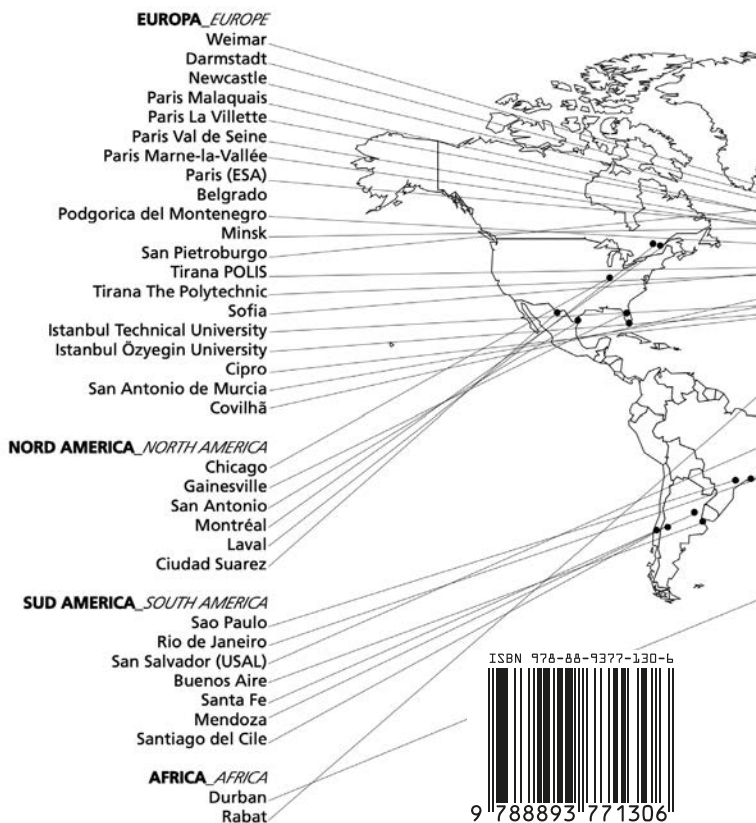 EUROPA_EUROPE
Weimar
Darmstadt
Newcastle
Paris Malaquais
Paris La Villette
Paris Val de Seine
Paris Marne-la-Vallée
Paris (ESA)
Belgrado
Podgorica del Montenegro
Minsk
San Pietroburgo
Tirana POLIS
Tirana The Polytechnic
Sofia
Istanbul Technical University
Istanbul Özyegin University
Cipro
San Antonio de Murcia
Covilhã
NORD AMERICA_NORTH AMERICA
Chicago
Gainesville
San Antonio
Montréal
Laval
Ciudad Suarez
SUD AMERICA_SOUTH AMERICA
Sao Paulo
Rio de Janeiro
San Salvador (USAL)
Buenos Aire
Santa Fe
Mendoza
Santiago del Cile
AFRICA_AFRICA
Durban
Rabat
ISBN 978-88-9377-130-6
9 788893 771306